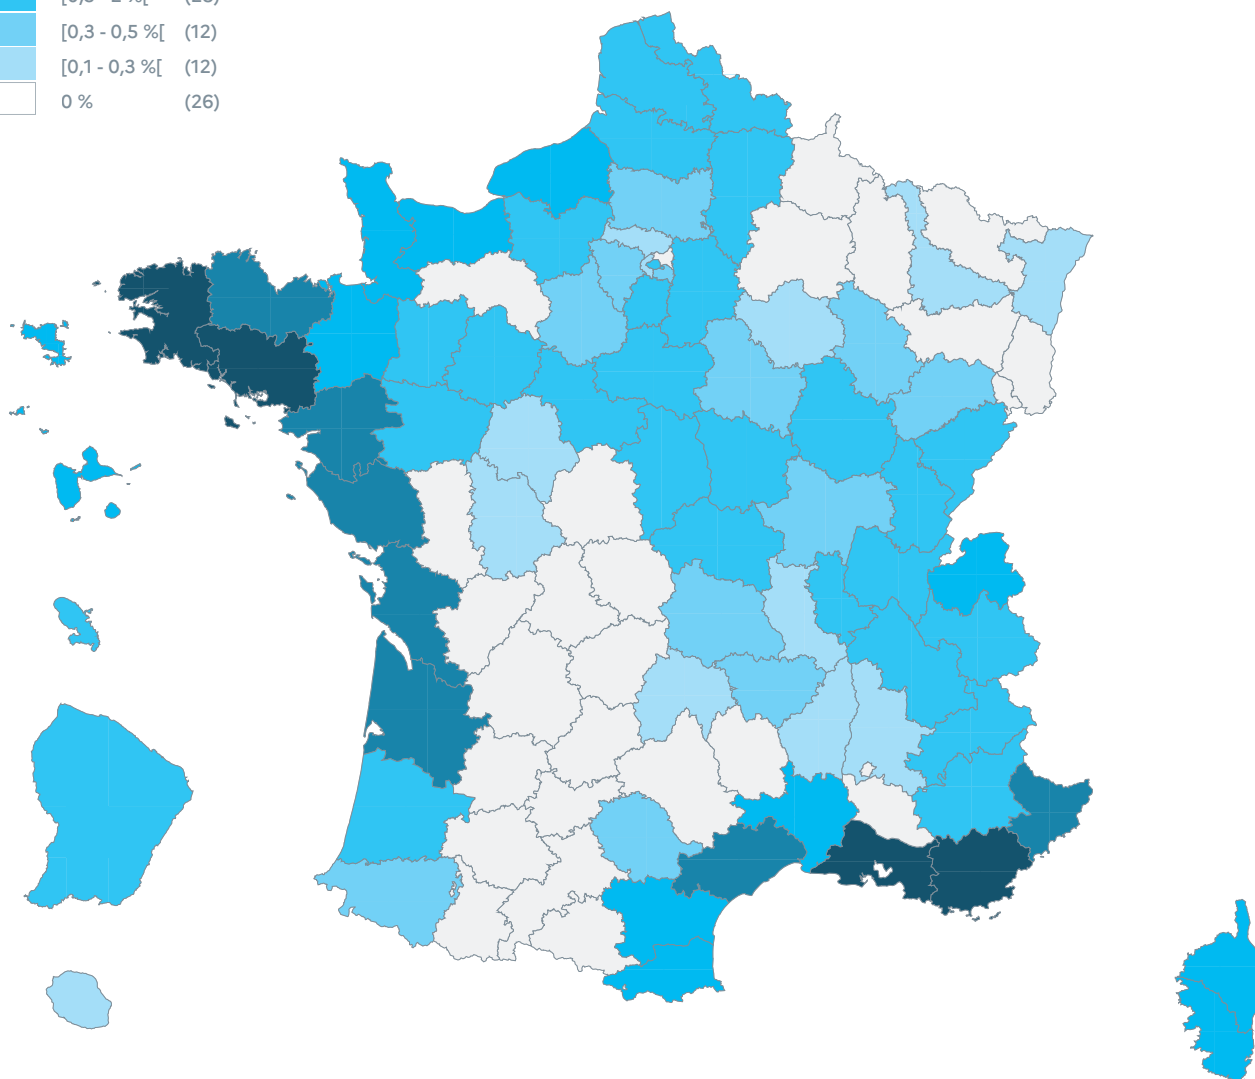 [0,3 - 0,5 %[ (12)
[0,1 - 0,3 %[ (12)
0 % (26)